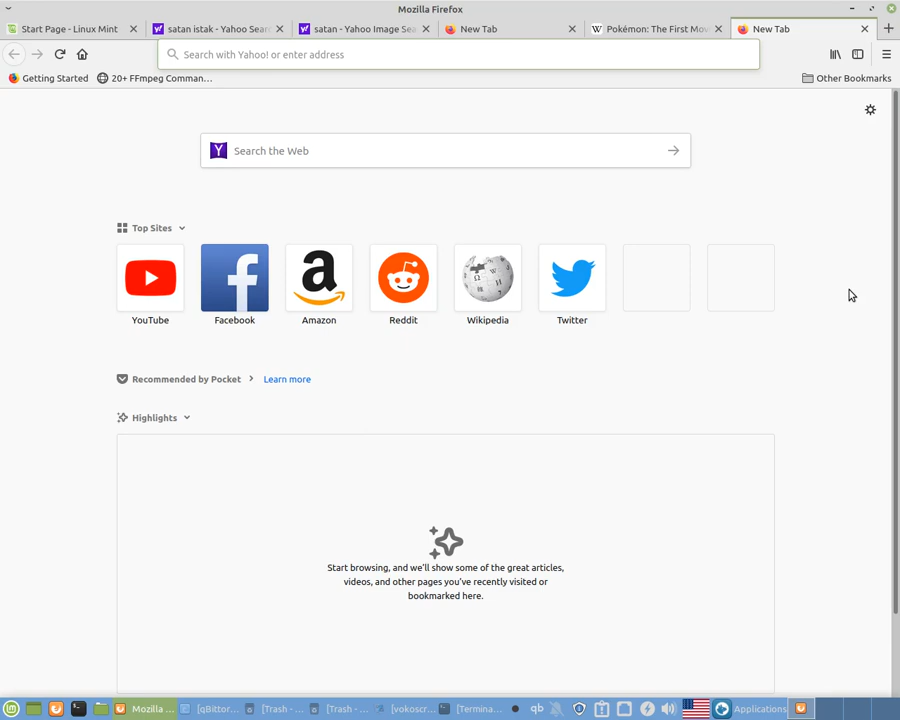 Mozilla Firefox
Start Page - Linux Mint
satan istak - Yahoo Sear
satan - Yahoo Image Sea
New Tab
Pokémon: The First Mov
New Tab
Search with Yahoo! or enter address
Getting Started
20+ FFmpeg Comman...
Other Bookmarks
Search the Web
Top Sites
YouTube
Facebook
Amazon
Reddit
Wikipedia
Twitter
Recommended by Pocket
Learn more
Highlights
Start browsing, and we'll show some of the great articles,
videos, and other pages you've recently visited or
bookmarked here.
Mozilla ...
[qBittor...
[Trash - ...
[Trash - ...
[vokoscr...
[Termina...
qb
Applications